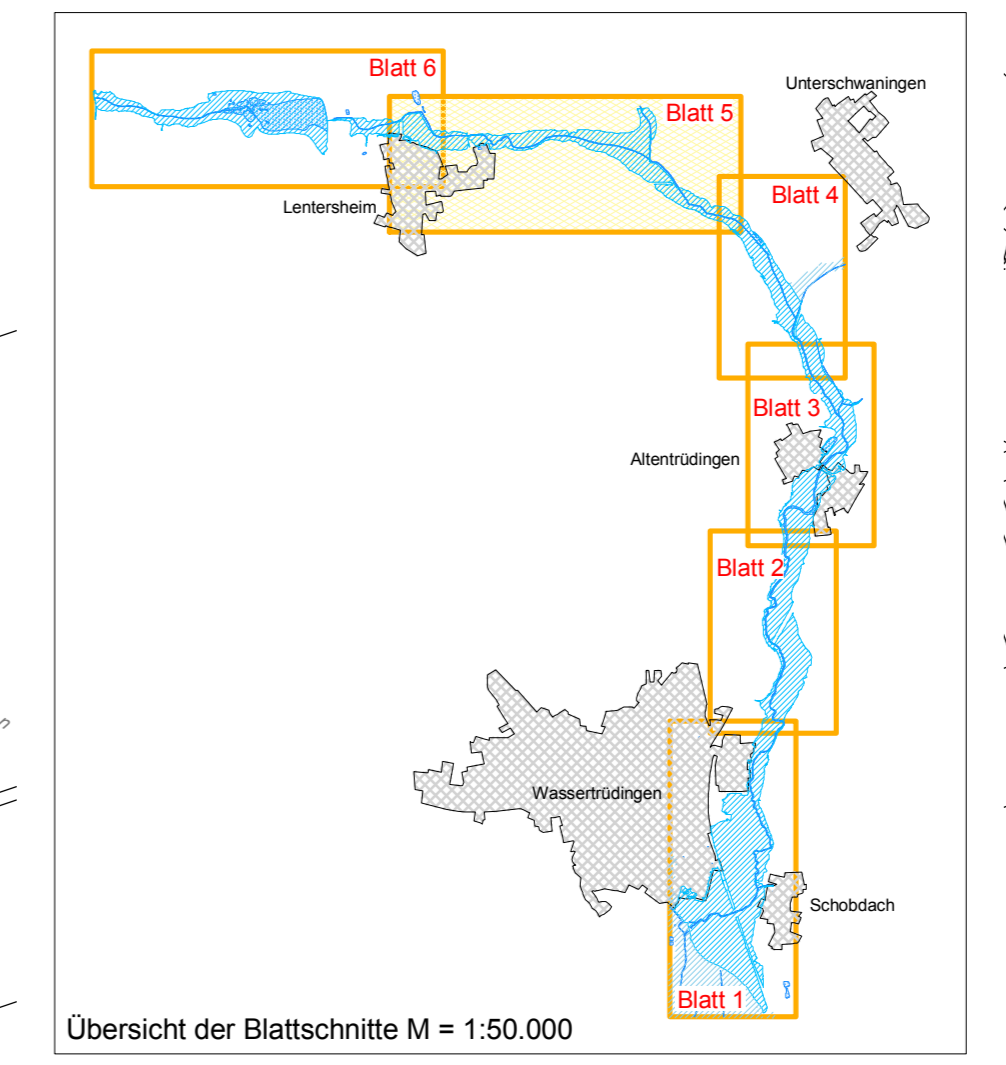 Blatt 6
Unterschwaningen
Blatt 5
Blatt 4
Lentersheim
Blatt 3
Altentrüdingen
Blatt 2
Wassertrüdingen
Schobdach
Blatt 1
Übersicht der Blattschnitte M = 1:50.000